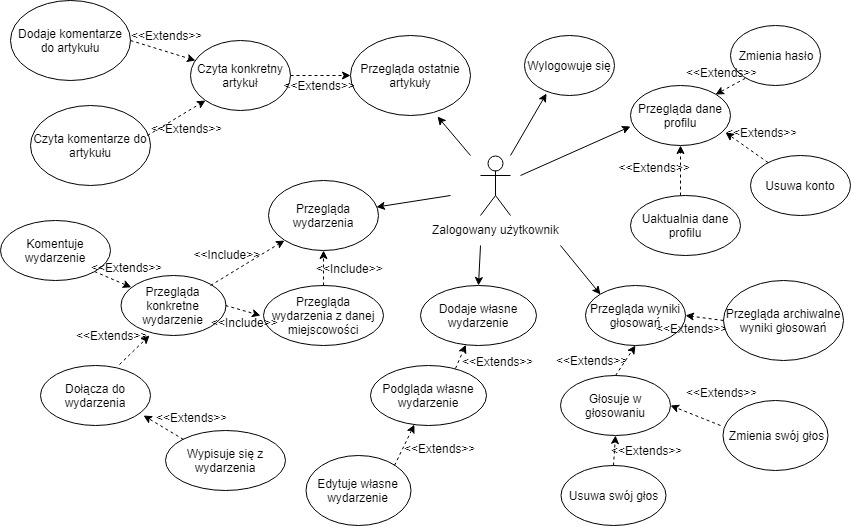 Dodaje komentarze
do artykułu
<<Extends>>
Czyta konkretny
artykuł
<<Extends>>
Przegląda ostatnie
artykuły
Czyta komentarze do
artykułu
<<Extends>>
Wylogowuje się
Zmienia hasło
<<Extends>>
Przegląda dane
profilu
<<Extends>>
Usuwa konto
<<Extends>>
Uaktualnia dane
profilu
Zalogowany użytkownik
Przegląda
wydarzenia
<<Include>>
<<Include>>
Komentuje
wydarzenie
<<Extends>>
Przegląda
konkretne
wydarzenie
<<Include>>
Przegląda
wydarzenia z danej
miejscowości
<<Extends>>
Dołącza do
wydarzenia
<<Extends>>
Wypisuje się z
wydarzenia
Dodaje własne
wydarzenie
<<Extends>>
Podgląda własne
wydarzenie
<<Extends>>
Edytuje własne
wydarzenie
Przegląda wyniki
głosowań
<<Extends>>
Przegląda archiwalne
wyniki głosowań
<<Extends>>
Głosuje w
głosowaniu
<<Extends>>
Zmienia swój głos
<<Extends>>
Usuwa swój głos